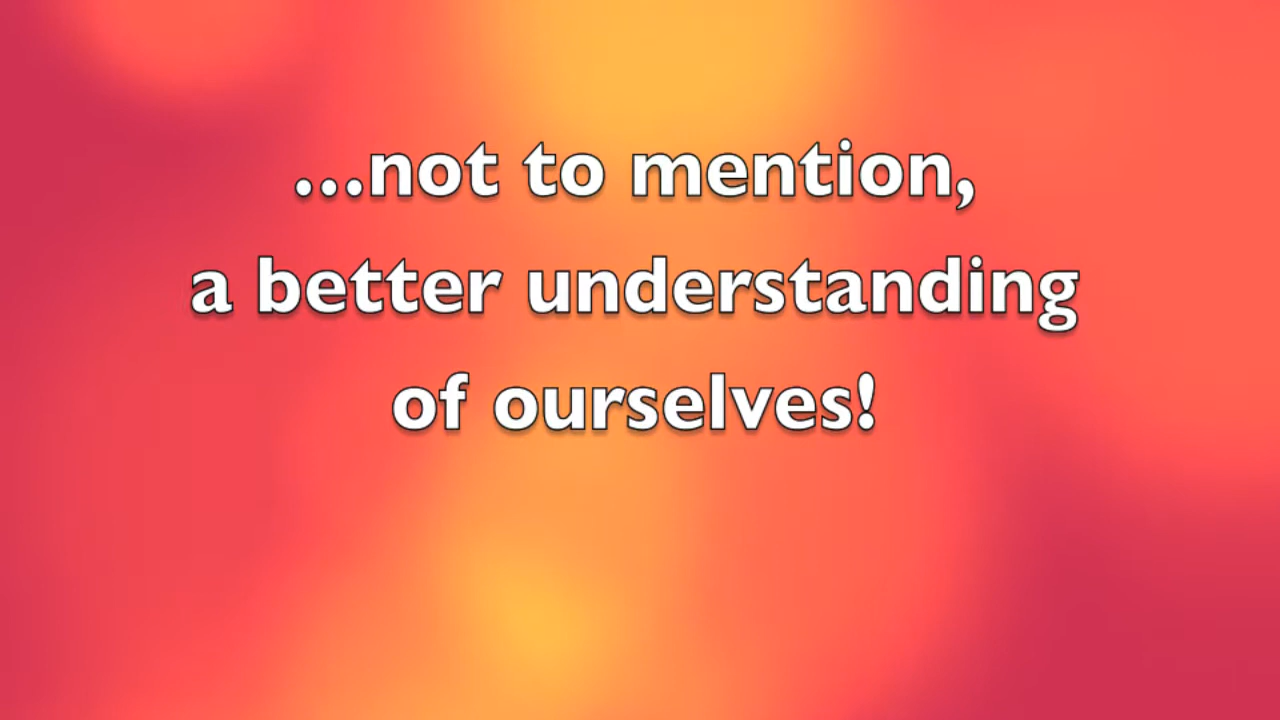 ...not to mention,
a better understanding
of ourselves!